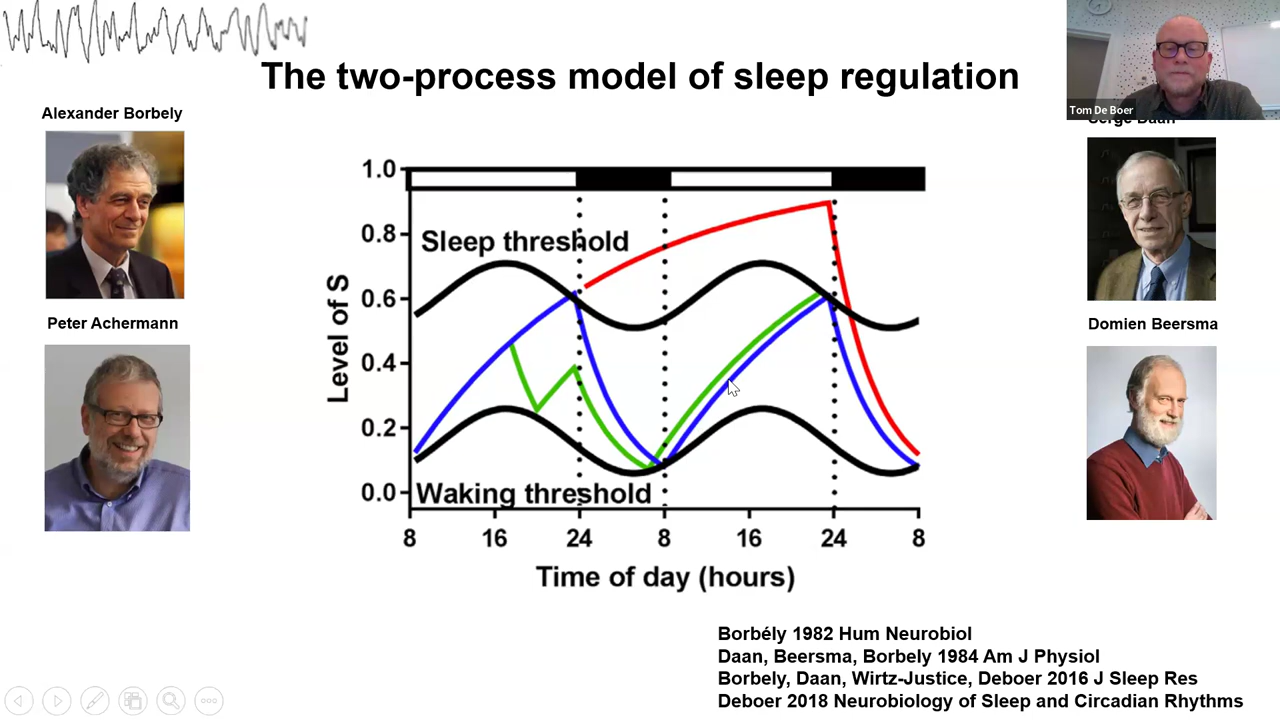 The two-process model of sleep regulation
Alexander Borbely
Tom De Boer
Serge Daan
Peter Achermann
Domien Beersma
1.0
0.8
0.6
0.4
0.2
0.0
Level of S
Sleep threshold
Waking threshold
8 16 24 8 16 24 8
Time of day (hours)
Borbély 1982 Hum Neurobiol
Daan, Beersma, Borbely 1984 Am J Physiol
Borbely, Daan, Wirtz-Justice, Deboer 2016 J Sleep Res
Deboer 2018 Neurobiology of Sleep and Circadian Rhythms